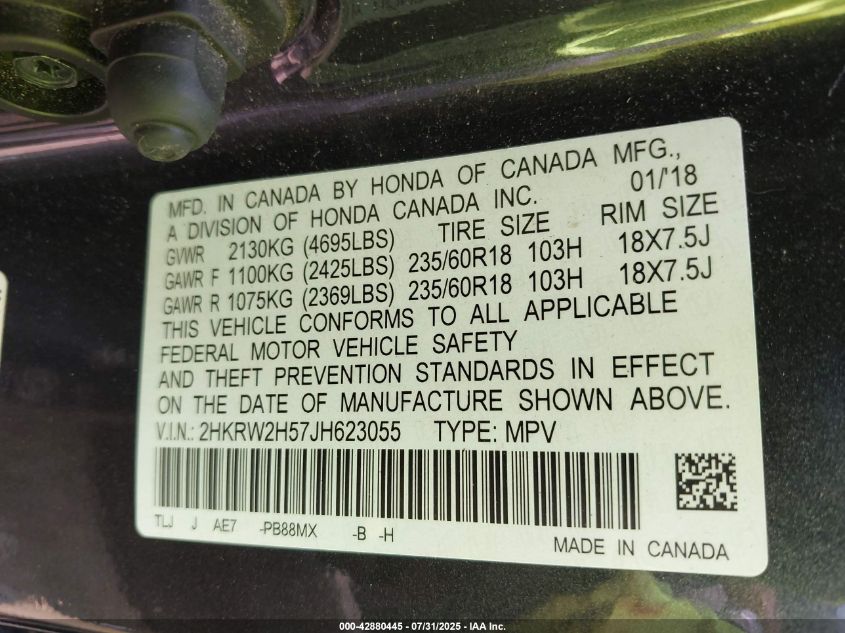 MFD. IN CANADA BY HONDA OF CANADA MFG.,
A DIVISION OF HONDA CANADA INC. 01/'18
GVWR 2130KG (4695LBS) TIRE SIZE RIM SIZE
GAWR F 1100KG (2425LBS) 235/60R18 103H 18X7.5J
GAWR R 1075KG (2369LBS) 235/60R18 103H 18X7.5J
THIS VEHICLE CONFORMS TO ALL APPLICABLE
FEDERAL MOTOR VEHICLE SAFETY
AND THEFT PREVENTION STANDARDS IN EFFECT
ON THE DATE OF MANUFACTURE SHOWN ABOVE.
V.I.N.: 2HKRW2H57JH623055 TYPE: MPV
TLJ J AE7 -PB88MX -B -H
MADE IN CANADA
000-42880445 - 07/31/2025 - IAA Inc.